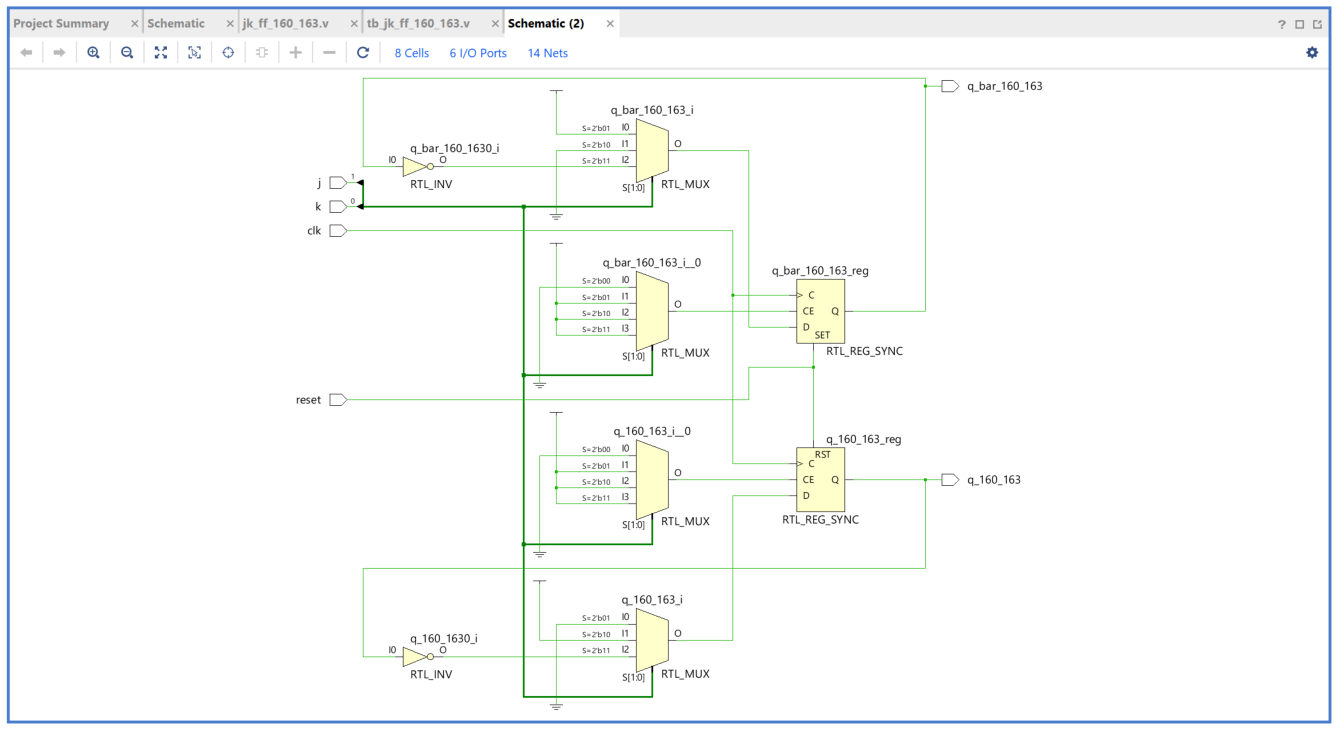 Project Summary × Schematic × jk_ff_160_163.v × tb_jk_ff_160_163.v × Schematic (2) × ?
8 Cells 6 I/O Ports 14 Nets
q_bar_160_163
q_bar_160_163_i
S=2'b01 I0
S=2'b10 I1 O
S=2'b11 I2
S[1:0] RTL_MUX
q_bar_160_1630_i
I0 O
RTL_INV
j 1
k 0
clk
q_bar_160_163_i__0
S=2'b00 I0
S=2'b01 I1
S=2'b10 I2 O
S=2'b11 I3
S[1:0] RTL_MUX
q_bar_160_163_reg
C
CE Q
D
SET
RTL_REG_SYNC
reset
q_160_163_i__0
S=2'b00 I0
S=2'b01 I1
S=2'b10 I2 O
S=2'b11 I3
S[1:0] RTL_MUX
q_160_163_reg
RST
C
CE Q
D
RTL_REG_SYNC
q_160_163
q_160_163_i
S=2'b01 I0
S=2'b10 I1 O
S=2'b11 I2
S[1:0] RTL_MUX
q_160_1630_i
I0 O
RTL_INV